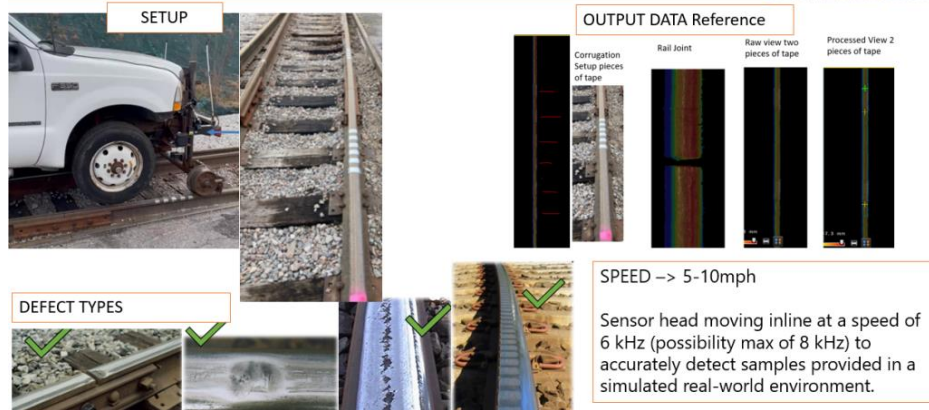 SETUP
OUTPUT DATA Reference
Corrugation
Setup pieces
of tape
Rail Joint
Raw view two
pieces of tape
Processed View 2
pieces of tape
DEFECT TYPES
SPEED –> 5-10mph
Sensor head moving inline at a speed of
6 kHz (possibility max of 8 kHz) to
accurately detect samples provided in a
simulated real-world environment.